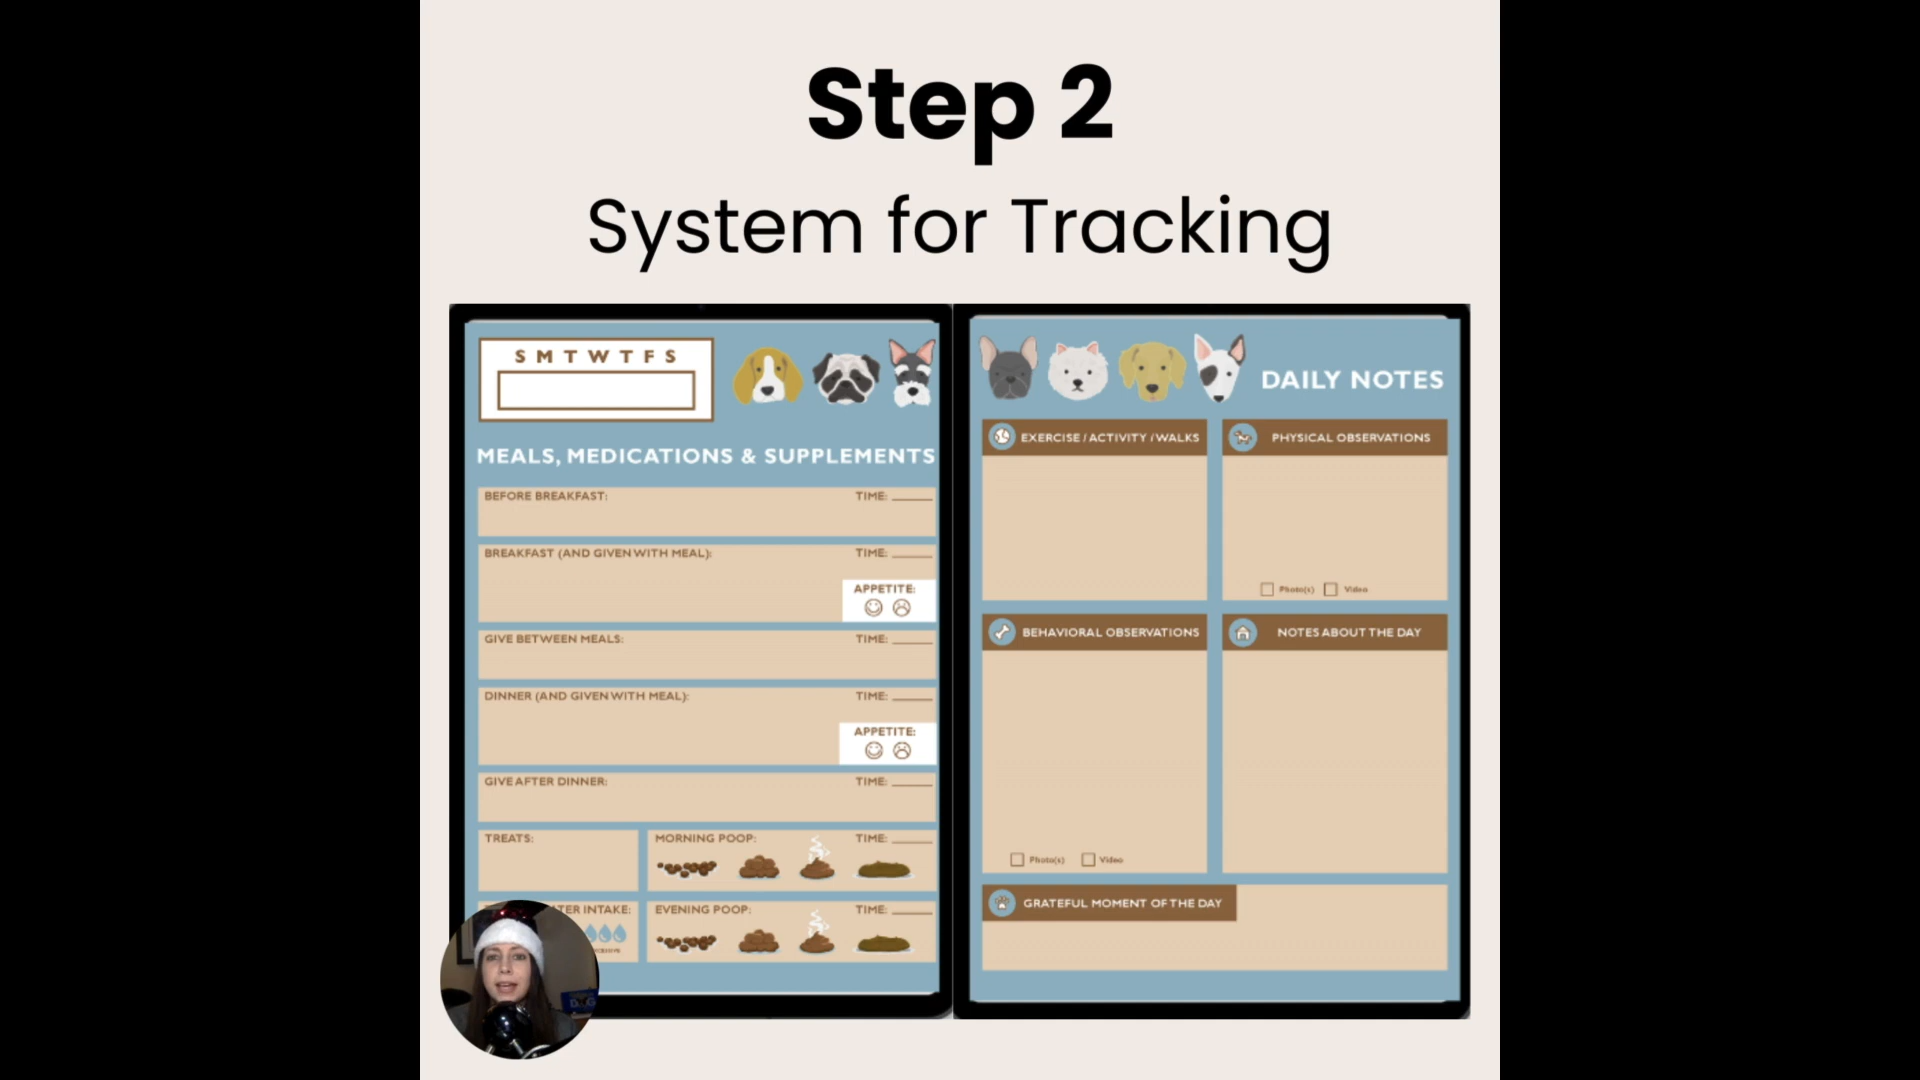 Step 2
System for Tracking
S M T W T F S
MEALS, MEDICATIONS & SUPPLEMENTS
BEFORE BREAKFAST: TIME:
BREAKFAST (AND GIVEN WITH MEAL): TIME:
APPETITE:
GIVE BETWEEN MEALS: TIME:
DINNER (AND GIVEN WITH MEAL): TIME:
APPETITE:
GIVE AFTER DINNER: TIME:
TREATS:
MORNING POOP: TIME:
INTAKE:
EVENING POOP: TIME:
DAILY NOTES
EXERCISE / ACTIVITY / WALKS
PHYSICAL OBSERVATIONS
Photo(s) Video
BEHAVIORAL OBSERVATIONS
NOTES ABOUT THE DAY
Photo(s) Video
GRATEFUL MOMENT OF THE DAY